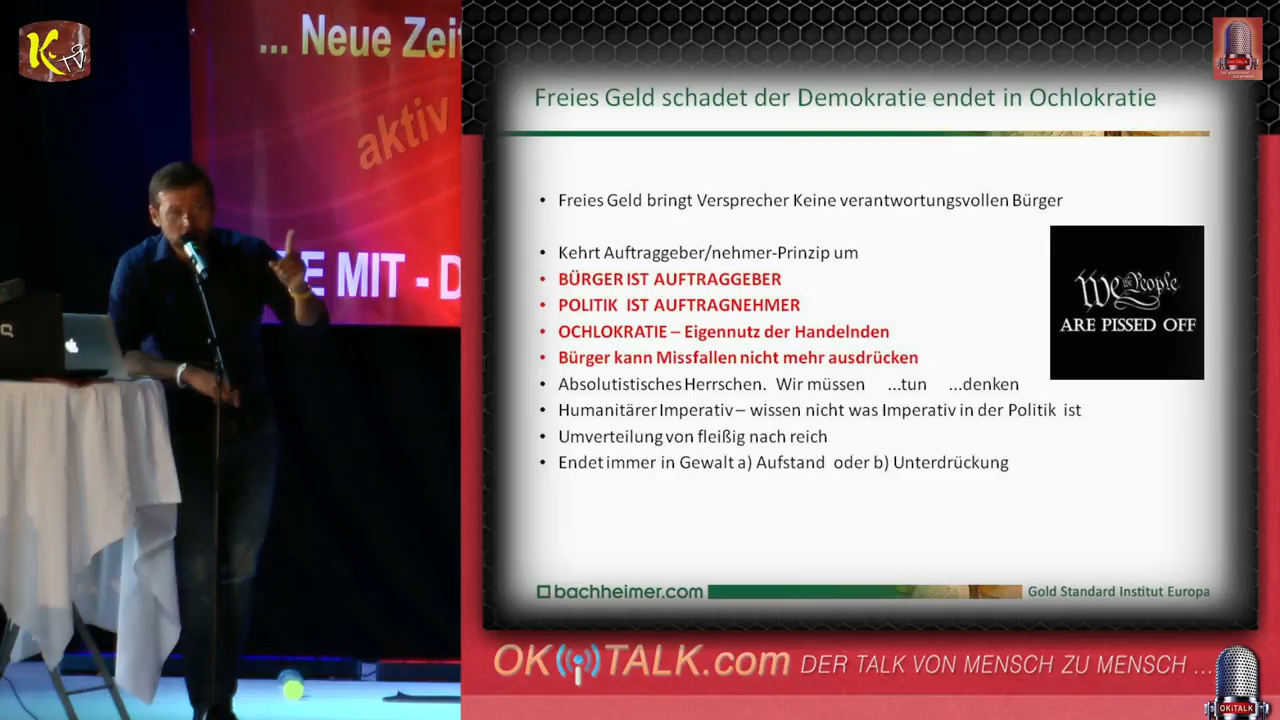 K TV
... Neue Zeit
aktiv
E MIT - D
OKiTALK
Freies Geld schadet der Demokratie endet in Ochlokratie
• Freies Geld bringt Versprecher Keine verantwortungsvollen Bürger
• Kehrt Auftraggeber/nehmer-Prinzip um
• BÜRGER IST AUFTRAGGEBER
• POLITIK IST AUFTRAGNEHMER
• OCHLOKRATIE – Eigennutz der Handelnden
• Bürger kann Missfallen nicht mehr ausdrücken
• Absolutistisches Herrschen. Wir müssen ...tun ...denken
• Humanitärer Imperativ – wissen nicht was Imperativ in der Politik ist
• Umverteilung von fleißig nach reich
• Endet immer in Gewalt a) Aufstand oder b) Unterdrückung
We the People
ARE PISSED OFF
bachheimer.com
Gold Standard Institut Europa
OKiTALK.com DER TALK VON MENSCH ZU MENSCH ...
OKiTALK